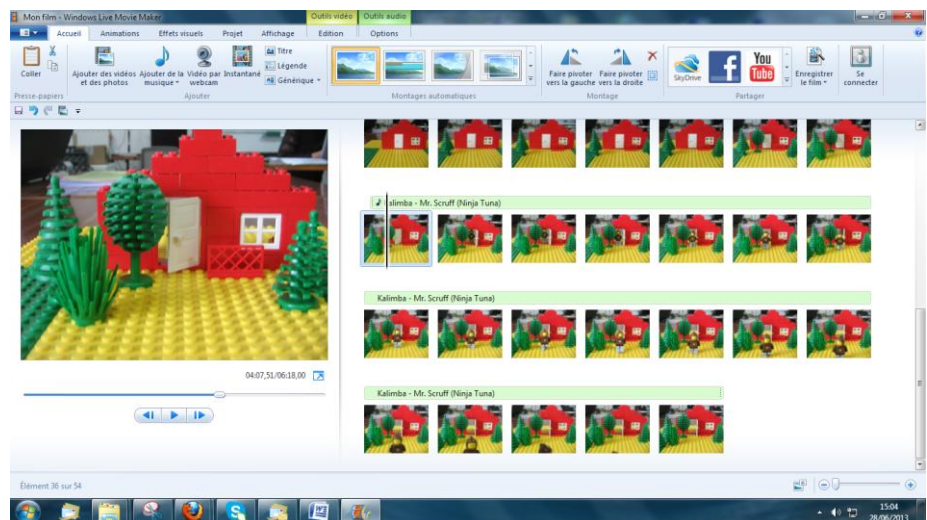 Mon film - Windows Live Movie Maker
Outils vidéo
Outils audio
Accueil
Animations
Effets visuels
Projet
Affichage
Edition
Options
Coller
Ajouter des vidéos et des photos
Ajouter de la musique
Vidéo par webcam
Instantané
Titre
Légende
Générique
Faire pivoter vers la gauche
Faire pivoter vers la droite
SkyDrive
f
You Tube
Enregistrer le film
Se connecter
Presse-papiers
Ajouter
Montages automatiques
Montage
Partager
Kalimba - Mr. Scruff (Ninja Tuna)
Kalimba - Mr. Scruff (Ninja Tuna)
04:07,51/06:18,00
Kalimba - Mr. Scruff (Ninja Tuna)
Élément 36 sur 54
W
15:04
28/06/2013